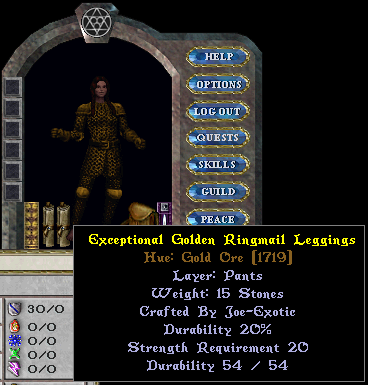 HELP
OPTIONS
LOG OUT
QUESTS
SKILLS
GUILD
PEACE
Exceptional Golden Ringmail Leggings
Hue: Gold Ore [1719]
Layer: Pants
Weight: 15 Stones
Crafted By Joe-Exotic
Durability 20%
Strength Requirement 20
Durability 54 / 54
30/0
0/0
0/0
0/0
0/0